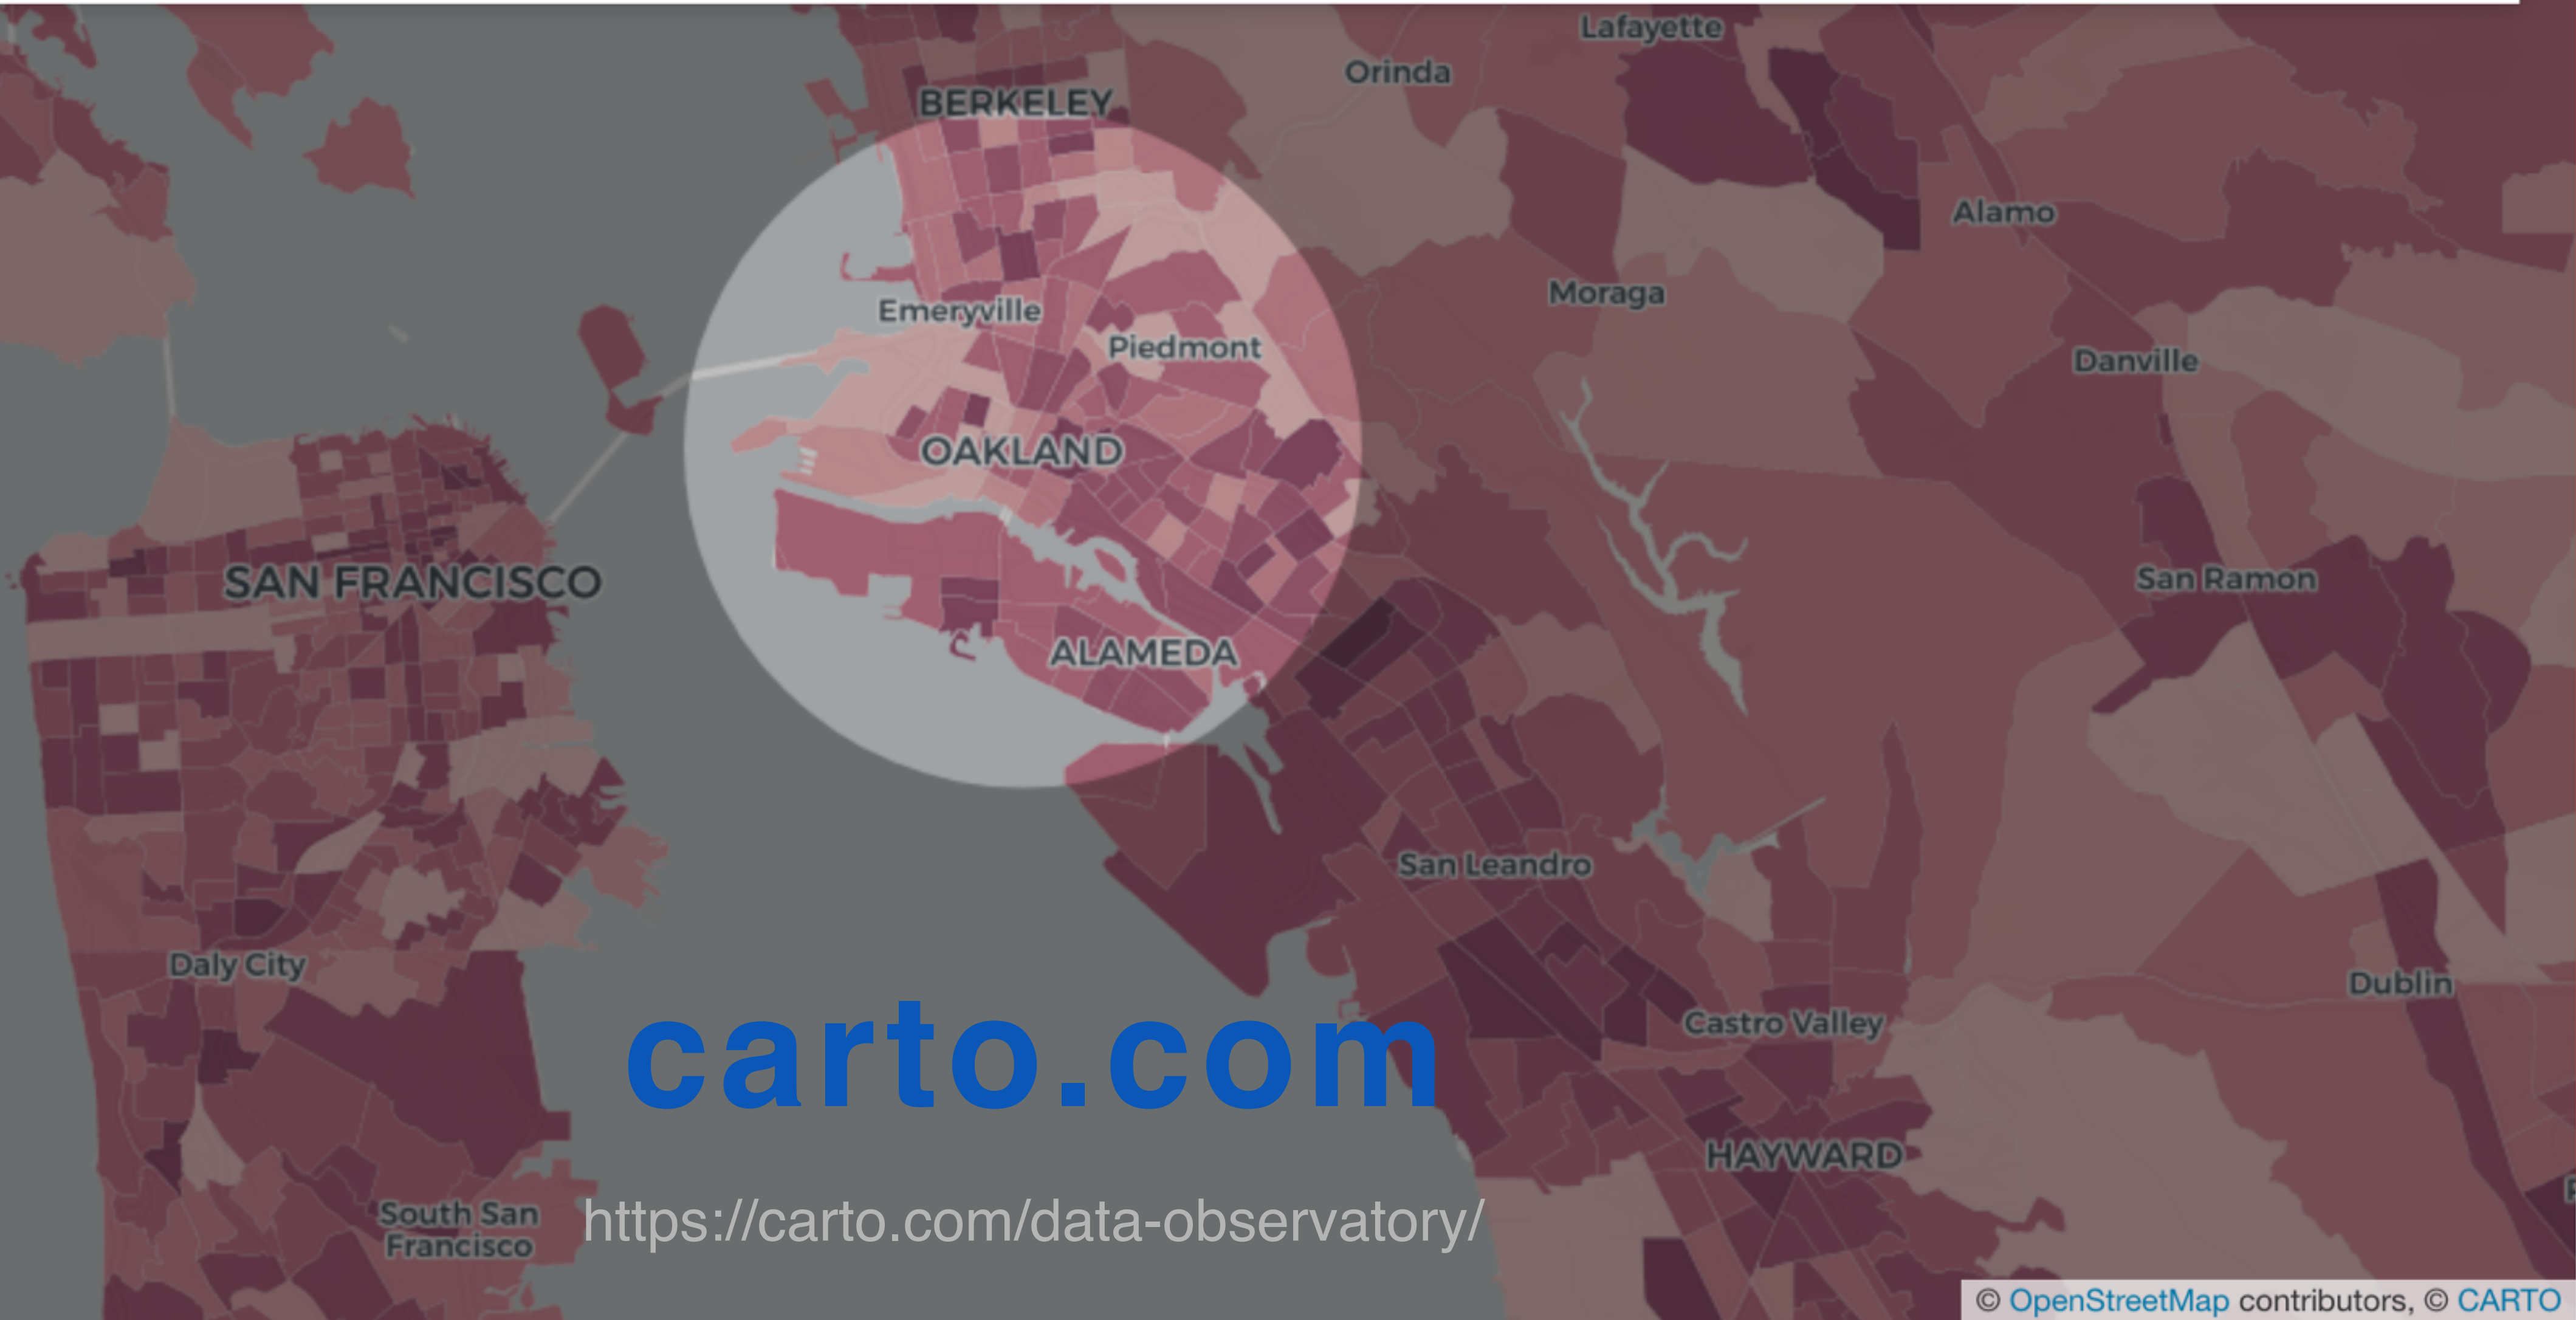 Lafayette
Orinda
BERKELEY
Alamo
Moraga
Emeryville
Piedmont
Danville
OAKLAND
SAN FRANCISCO
San Ramon
ALAMEDA
San Leandro
Daly City
Dublin
Castro Valley
carto.com
HAYWARD
South San
Francisco
https://carto.com/data-observatory/
© OpenStreetMap contributors, © CARTO